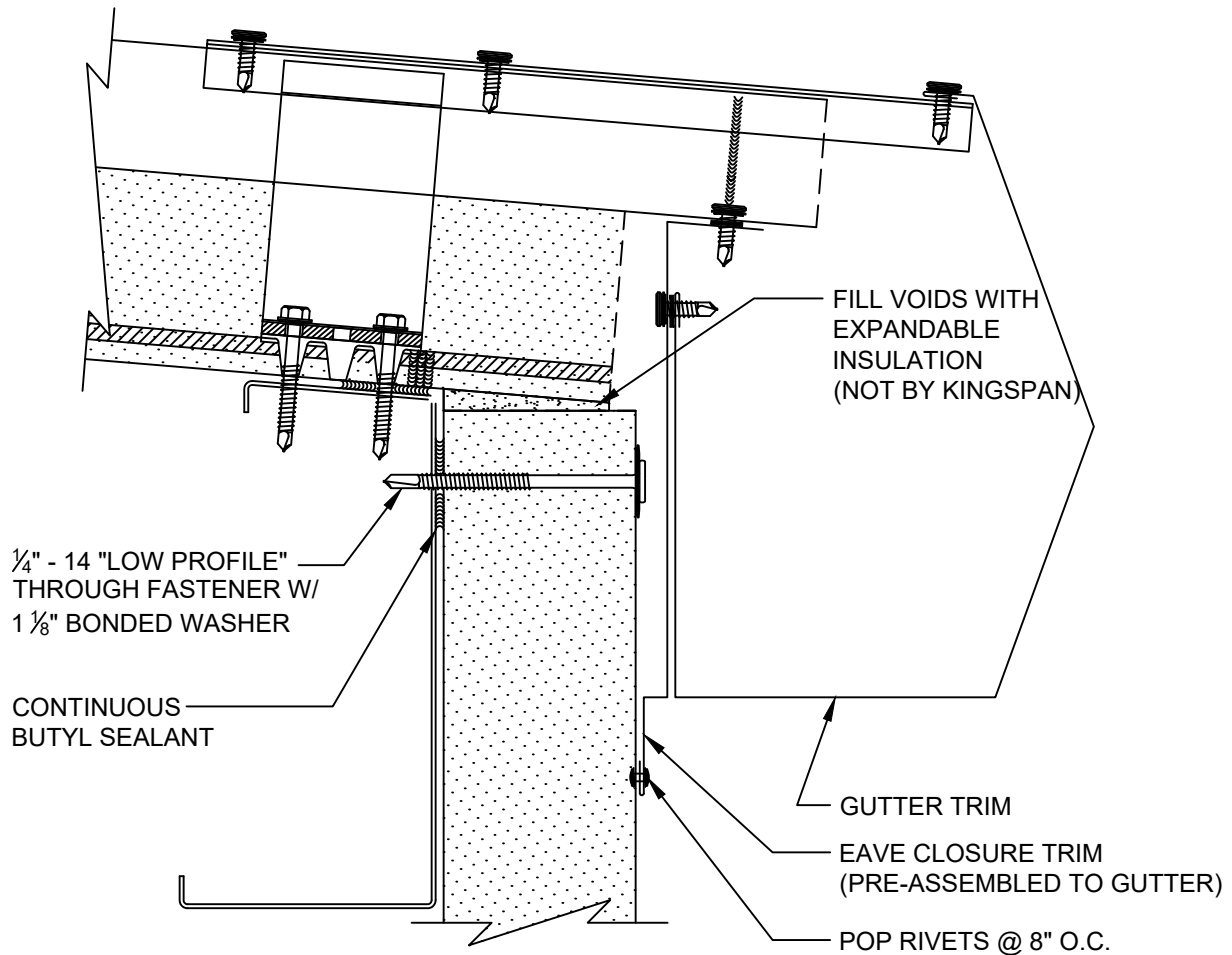 FILL VOIDS WITH
EXPANDABLE
INSULATION
(NOT BY KINGSPAN)
¼" - 14 "LOW PROFILE"
THROUGH FASTENER W/
1 ⅛" BONDED WASHER
CONTINUOUS
BUTYL SEALANT
GUTTER TRIM
EAVE CLOSURE TRIM
(PRE-ASSEMBLED TO GUTTER)
POP RIVETS @ 8" O.C.